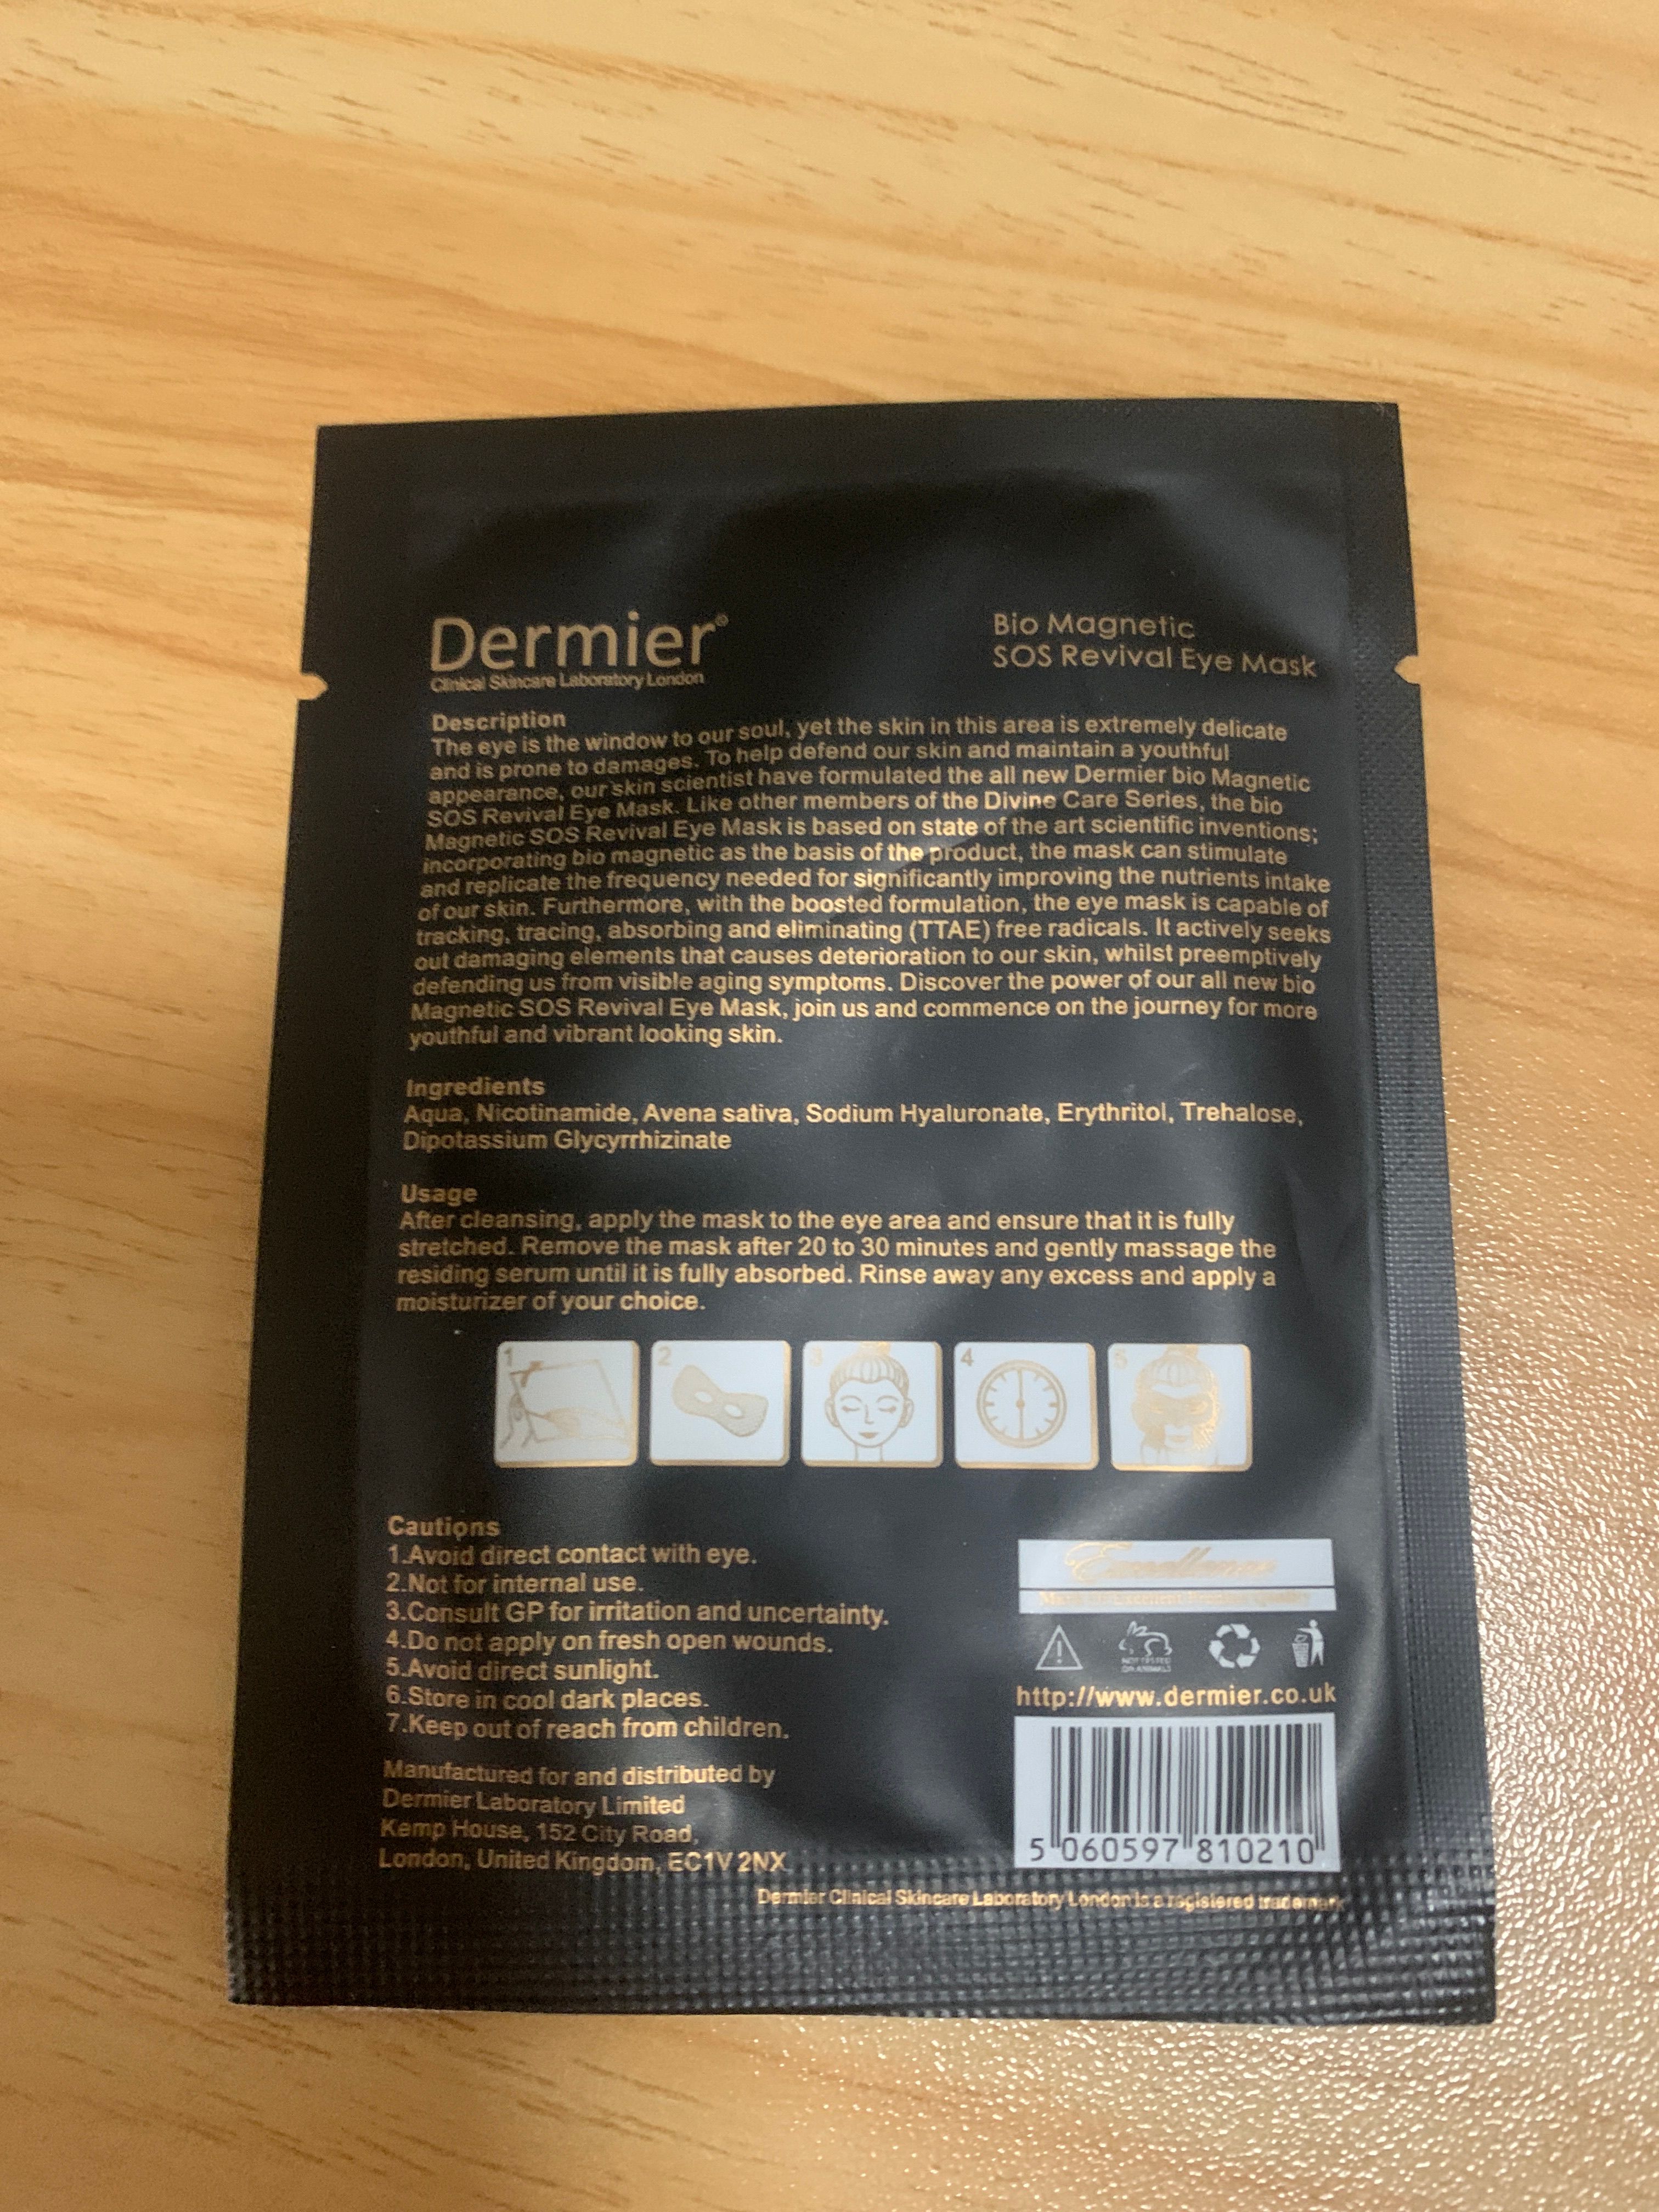 Dermier®
Clinical Skincare Laboratory London
Bio Magnetic
SOS Revival Eye Mask
Description
The eye is the window to our soul, yet the skin in this area is extremely delicate
and is prone to damages. To help defend our skin and maintain a youthful
appearance, our skin scientist have formulated the all new Dermier bio Magnetic
SOS Revival Eye Mask. Like other members of the Divine Care Series, the bio
Magnetic SOS Revival Eye Mask is based on state of the art scientific inventions;
incorporating bio magnetic as the basis of the product, the mask can stimulate
and replicate the frequency needed for significantly improving the nutrients intake
of our skin. Furthermore, with the boosted formulation, the eye mask is capable of
tracking, tracing, absorbing and eliminating (TTAE) free radicals. It actively seeks
out damaging elements that causes deterioration to our skin, whilst preemptively
defending us from visible aging symptoms. Discover the power of our all new bio
Magnetic SOS Revival Eye Mask, join us and commence on the journey for more
youthful and vibrant looking skin.
Ingredients
Aqua, Nicotinamide, Avena sativa, Sodium Hyaluronate, Erythritol, Trehalose,
Dipotassium Glycyrrhizinate
Usage
After cleansing, apply the mask to the eye area and ensure that it is fully
stretched. Remove the mask after 20 to 30 minutes and gently massage the
residing serum until it is fully absorbed. Rinse away any excess and apply a
moisturizer of your choice.
1 2 3 4 5
Cautions
1.Avoid direct contact with eye.
2.Not for internal use.
3.Consult GP for irritation and uncertainty.
4.Do not apply on fresh open wounds.
5.Avoid direct sunlight.
6.Store in cool dark places.
7.Keep out of reach from children.
Manufactured for and distributed by
Dermier Laboratory Limited
Kemp House, 152 City Road,
London, United Kingdom, EC1V 2NX
Excellence
NOT TESTED
ON ANIMALS
http://www.dermier.co.uk
5 060597 810210
Dermier Clinical Skincare Laboratory London is a registered trademark